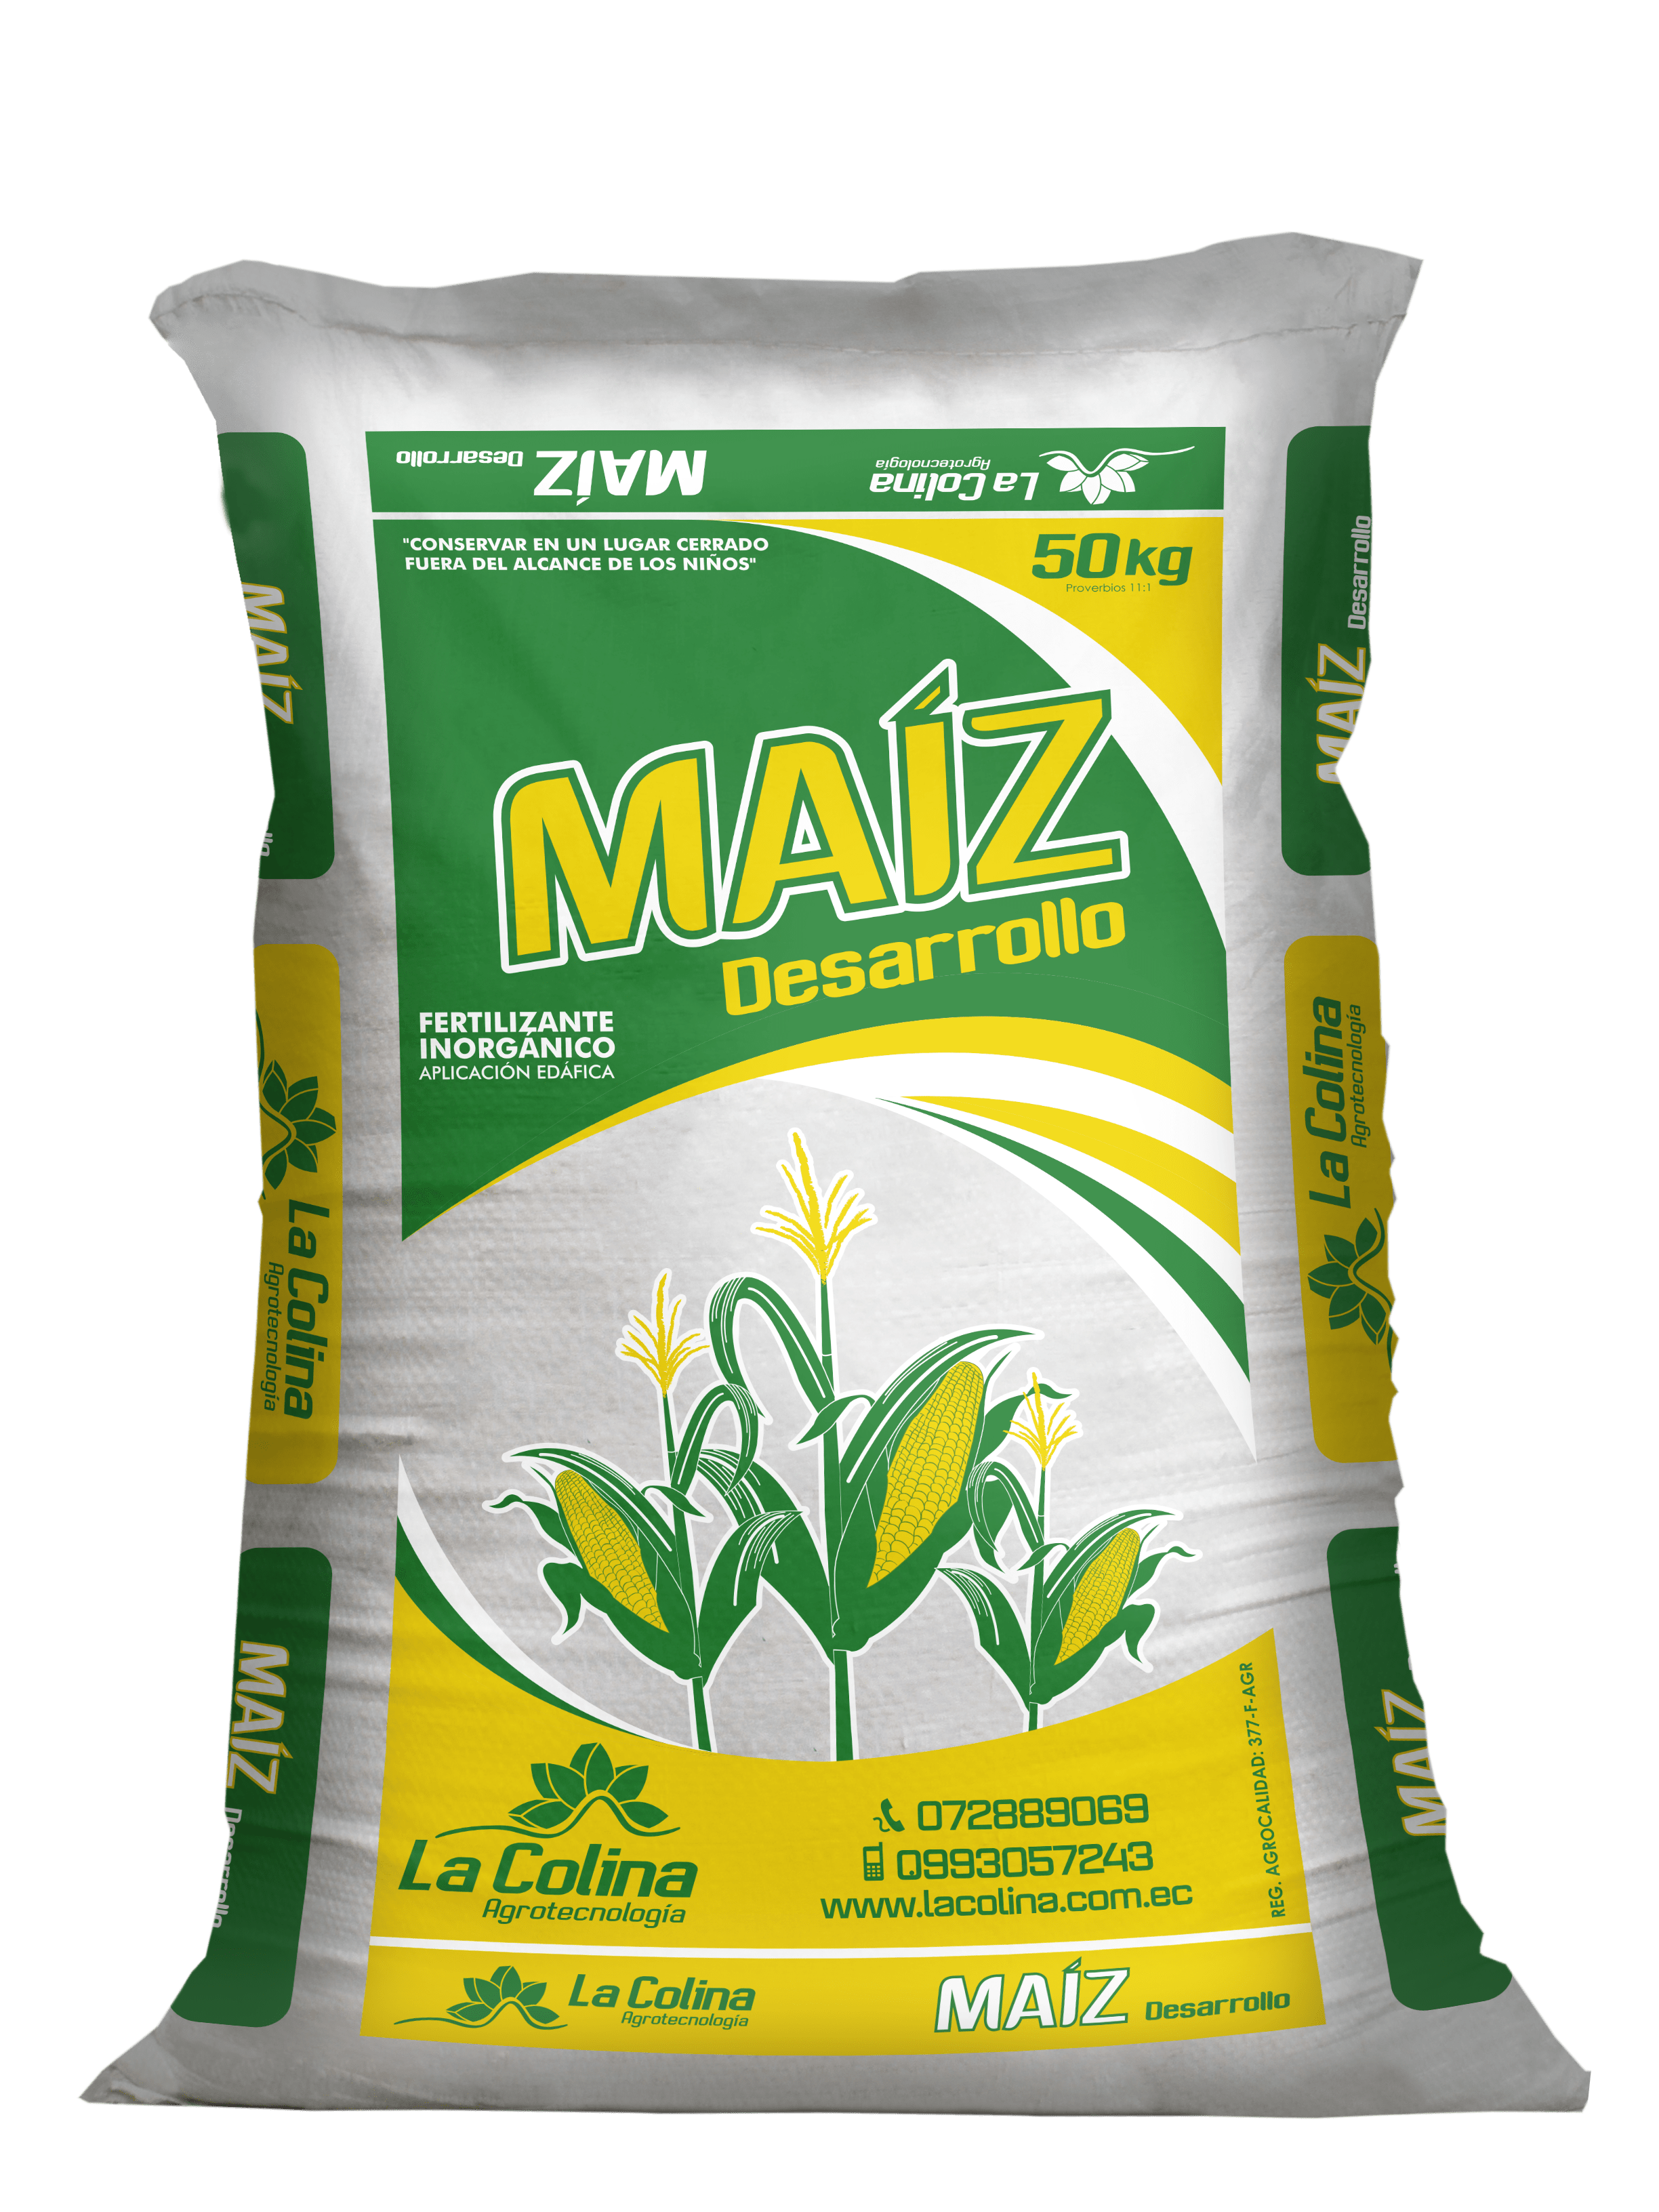 MAÍZ Desarrollo
La Colina
Agrotecnología
"CONSERVAR EN UN LUGAR CERRADO
FUERA DEL ALCANCE DE LOS NIÑOS"
50kg
Proverbios 11:1
MAÍZ
Desarrollo
FERTILIZANTE
INORGÁNICO
APLICACIÓN EDÁFICA
La Colina
Agrotecnología
072889069
0993057243
www.lacolina.com.ec
REG. AGROCALIDAD: 377-F-AGR
La Colina
Agrotecnología
MAÍZ Desarrollo
MAÍZ
La Colina
Agrotecnología
MAÍZ Desarrollo
MAÍZ Desarrollo
La Colina
Agrotecnología
MAÍZ